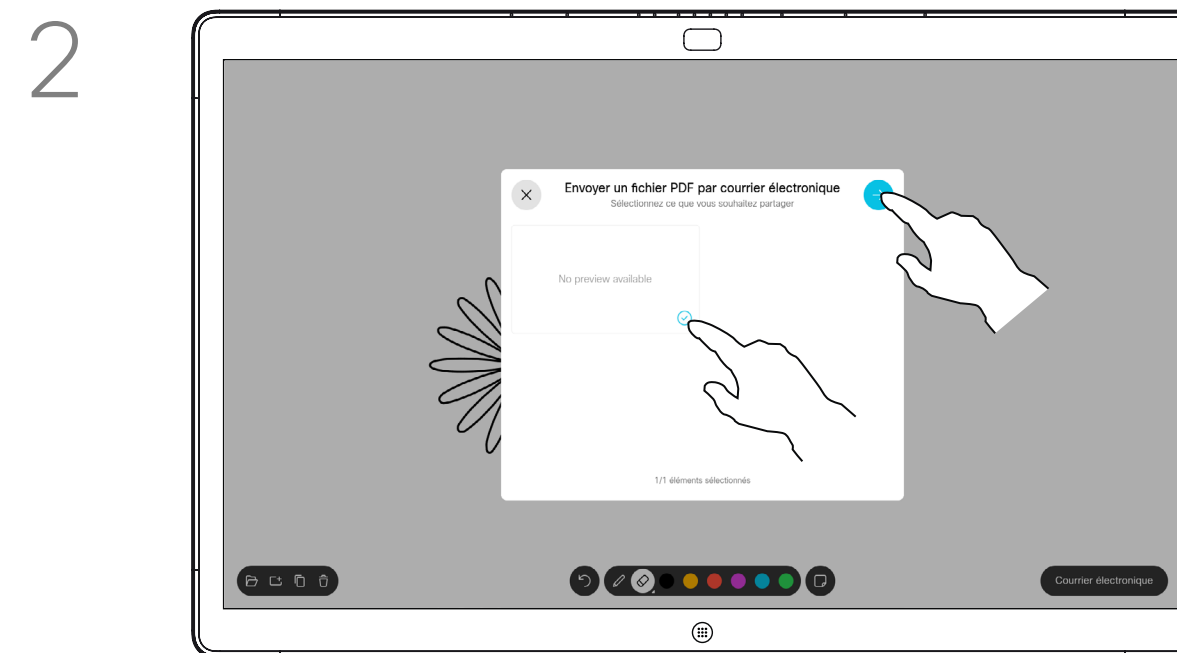 2
Envoyer un fichier PDF par courrier électronique
Sélectionnez ce que vous souhaitez partager
No preview available
1/1 éléments sélectionnés
Courrier électronique